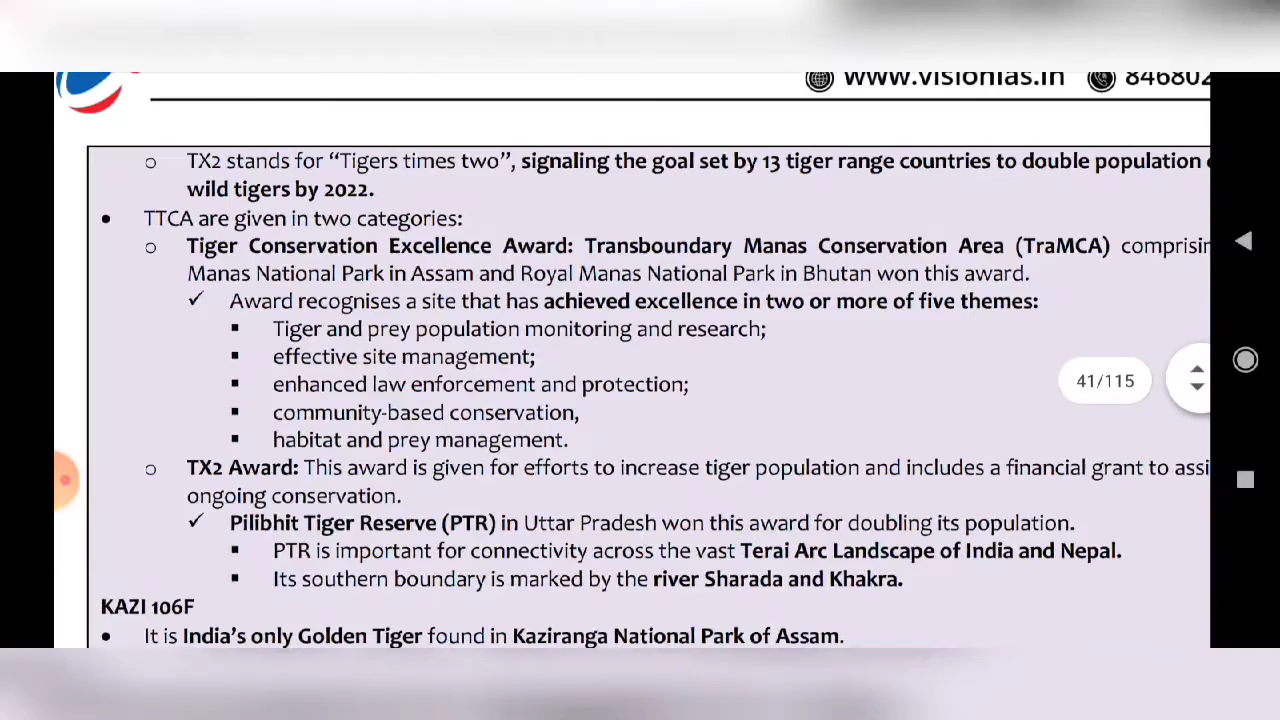 www.visionias.in 846802
○ TX2 stands for “Tigers times two”, signaling the goal set by 13 tiger range countries to double population
wild tigers by 2022.
• TTCA are given in two categories:
○ Tiger Conservation Excellence Award: Transboundary Manas Conservation Area (TraMCA) comprisin
Manas National Park in Assam and Royal Manas National Park in Bhutan won this award.
✓ Award recognises a site that has achieved excellence in two or more of five themes:
▪ Tiger and prey population monitoring and research;
▪ effective site management;
▪ enhanced law enforcement and protection;
▪ community-based conservation,
▪ habitat and prey management.
○ TX2 Award: This award is given for efforts to increase tiger population and includes a financial grant to assi
ongoing conservation.
✓ Pilibhit Tiger Reserve (PTR) in Uttar Pradesh won this award for doubling its population.
▪ PTR is important for connectivity across the vast Terai Arc Landscape of India and Nepal.
▪ Its southern boundary is marked by the river Sharada and Khakra.
KAZI 106F
• It is India’s only Golden Tiger found in Kaziranga National Park of Assam.
41/115